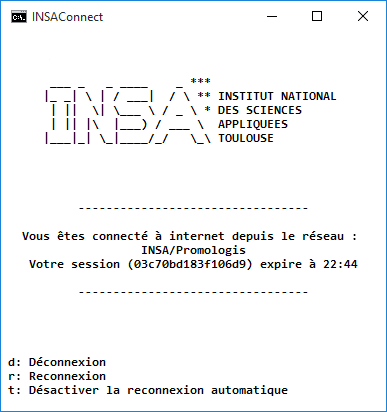 INSAConnect
INSA
*** 
** INSTITUT NATIONAL
* DES SCIENCES
APPLIQUEES
TOULOUSE
---------------------------------
Vous êtes connecté à internet depuis le réseau :
INSA/Promologis
Votre session (03c70bd183f106d9) expire à 22:44
---------------------------------
d: Déconnexion
r: Reconnexion
t: Désactiver la reconnexion automatique